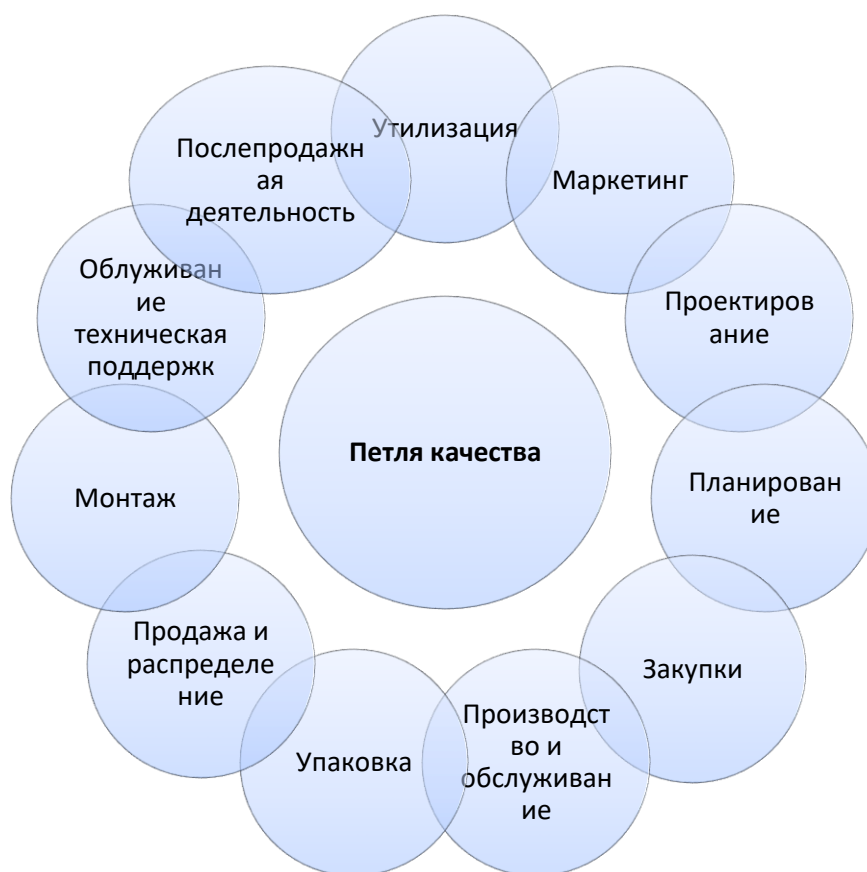 Утилизация
Маркетинг
Проектиров
ание
Планирован
ие
Закупки
Производст
во и
обслуживан
ие
Упаковка
Продажа и
распределе
ние
Монтаж
Облуживан
ие
техническая
поддержк
Послепродажн
ая
деятельность
Петля качества